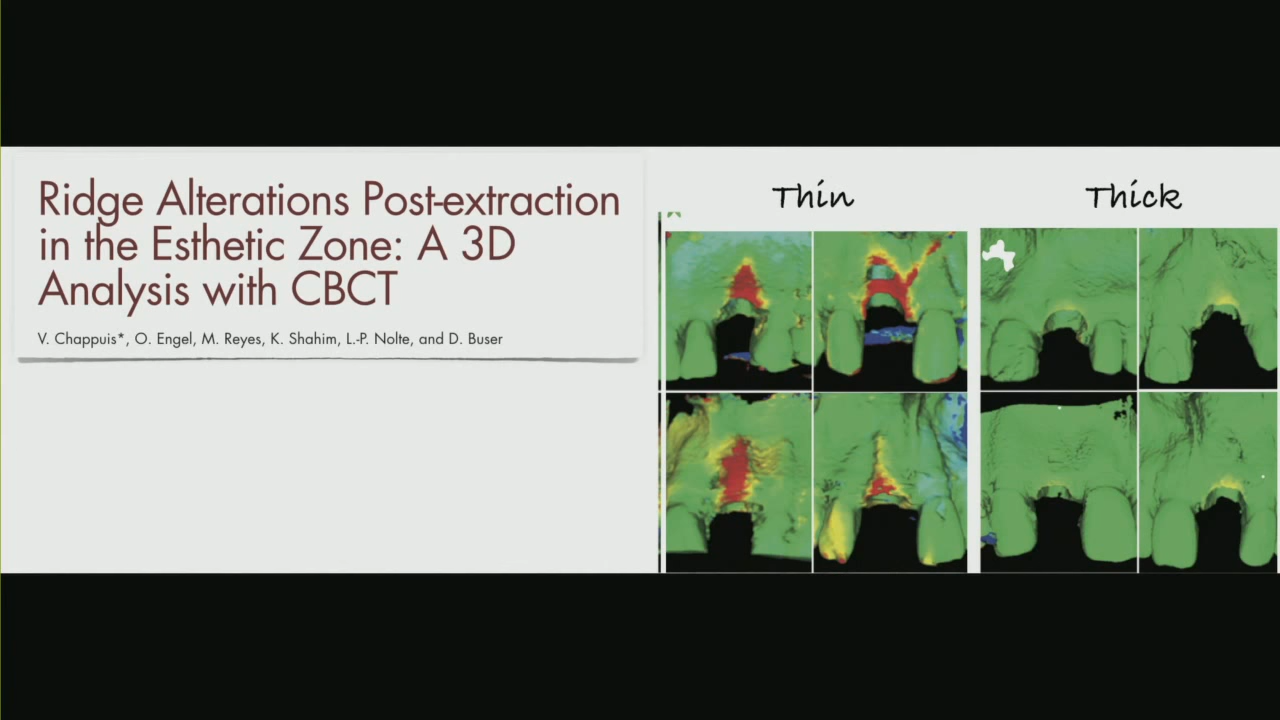 Ridge Alterations Post-extraction
in the Esthetic Zone: A 3D
Analysis with CBCT
V. Chappuis*, O. Engel, M. Reyes, K. Shahim, L.-P. Nolte, and D. Buser
Thin
Thick